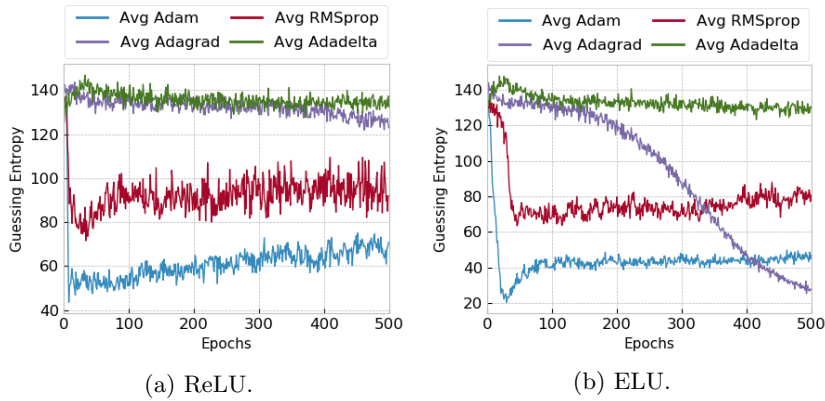 Avg Adam Avg RMSprop
Avg Adagrad Avg Adadelta
Guessing Entropy
140
120
100
80
60
40
0 100 200 300 400 500
Epochs
(a) ReLU.
Avg Adam Avg RMSprop
Avg Adagrad Avg Adadelta
Guessing Entropy
140
120
100
80
60
40
20
0 100 200 300 400 500
Epochs
(b) ELU.